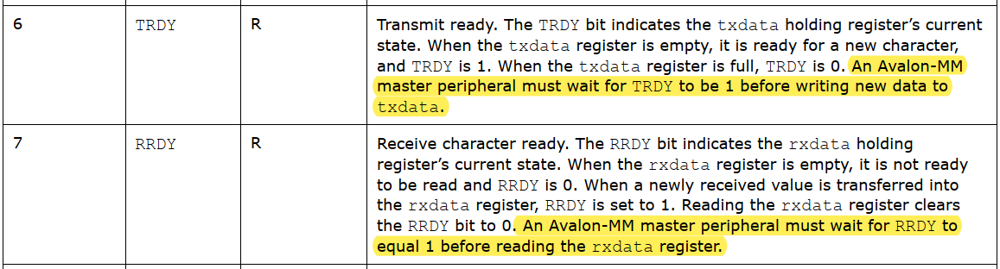 6 TRDY R Transmit ready. The TRDY bit indicates the txdata holding register’s current
state. When the txdata register is empty, it is ready for a new character,
and TRDY is 1. When the txdata register is full, TRDY is 0. An Avalon-MM
master peripheral must wait for TRDY to be 1 before writing new data to
txdata.
7 RRDY R Receive character ready. The RRDY bit indicates the rxdata holding
register’s current state. When the rxdata register is empty, it is not ready
to be read and RRDY is 0. When a newly received value is transferred into
the rxdata register, RRDY is set to 1. Reading the rxdata register clears
the RRDY bit to 0. An Avalon-MM master peripheral must wait for RRDY to
equal 1 before reading the rxdata register.